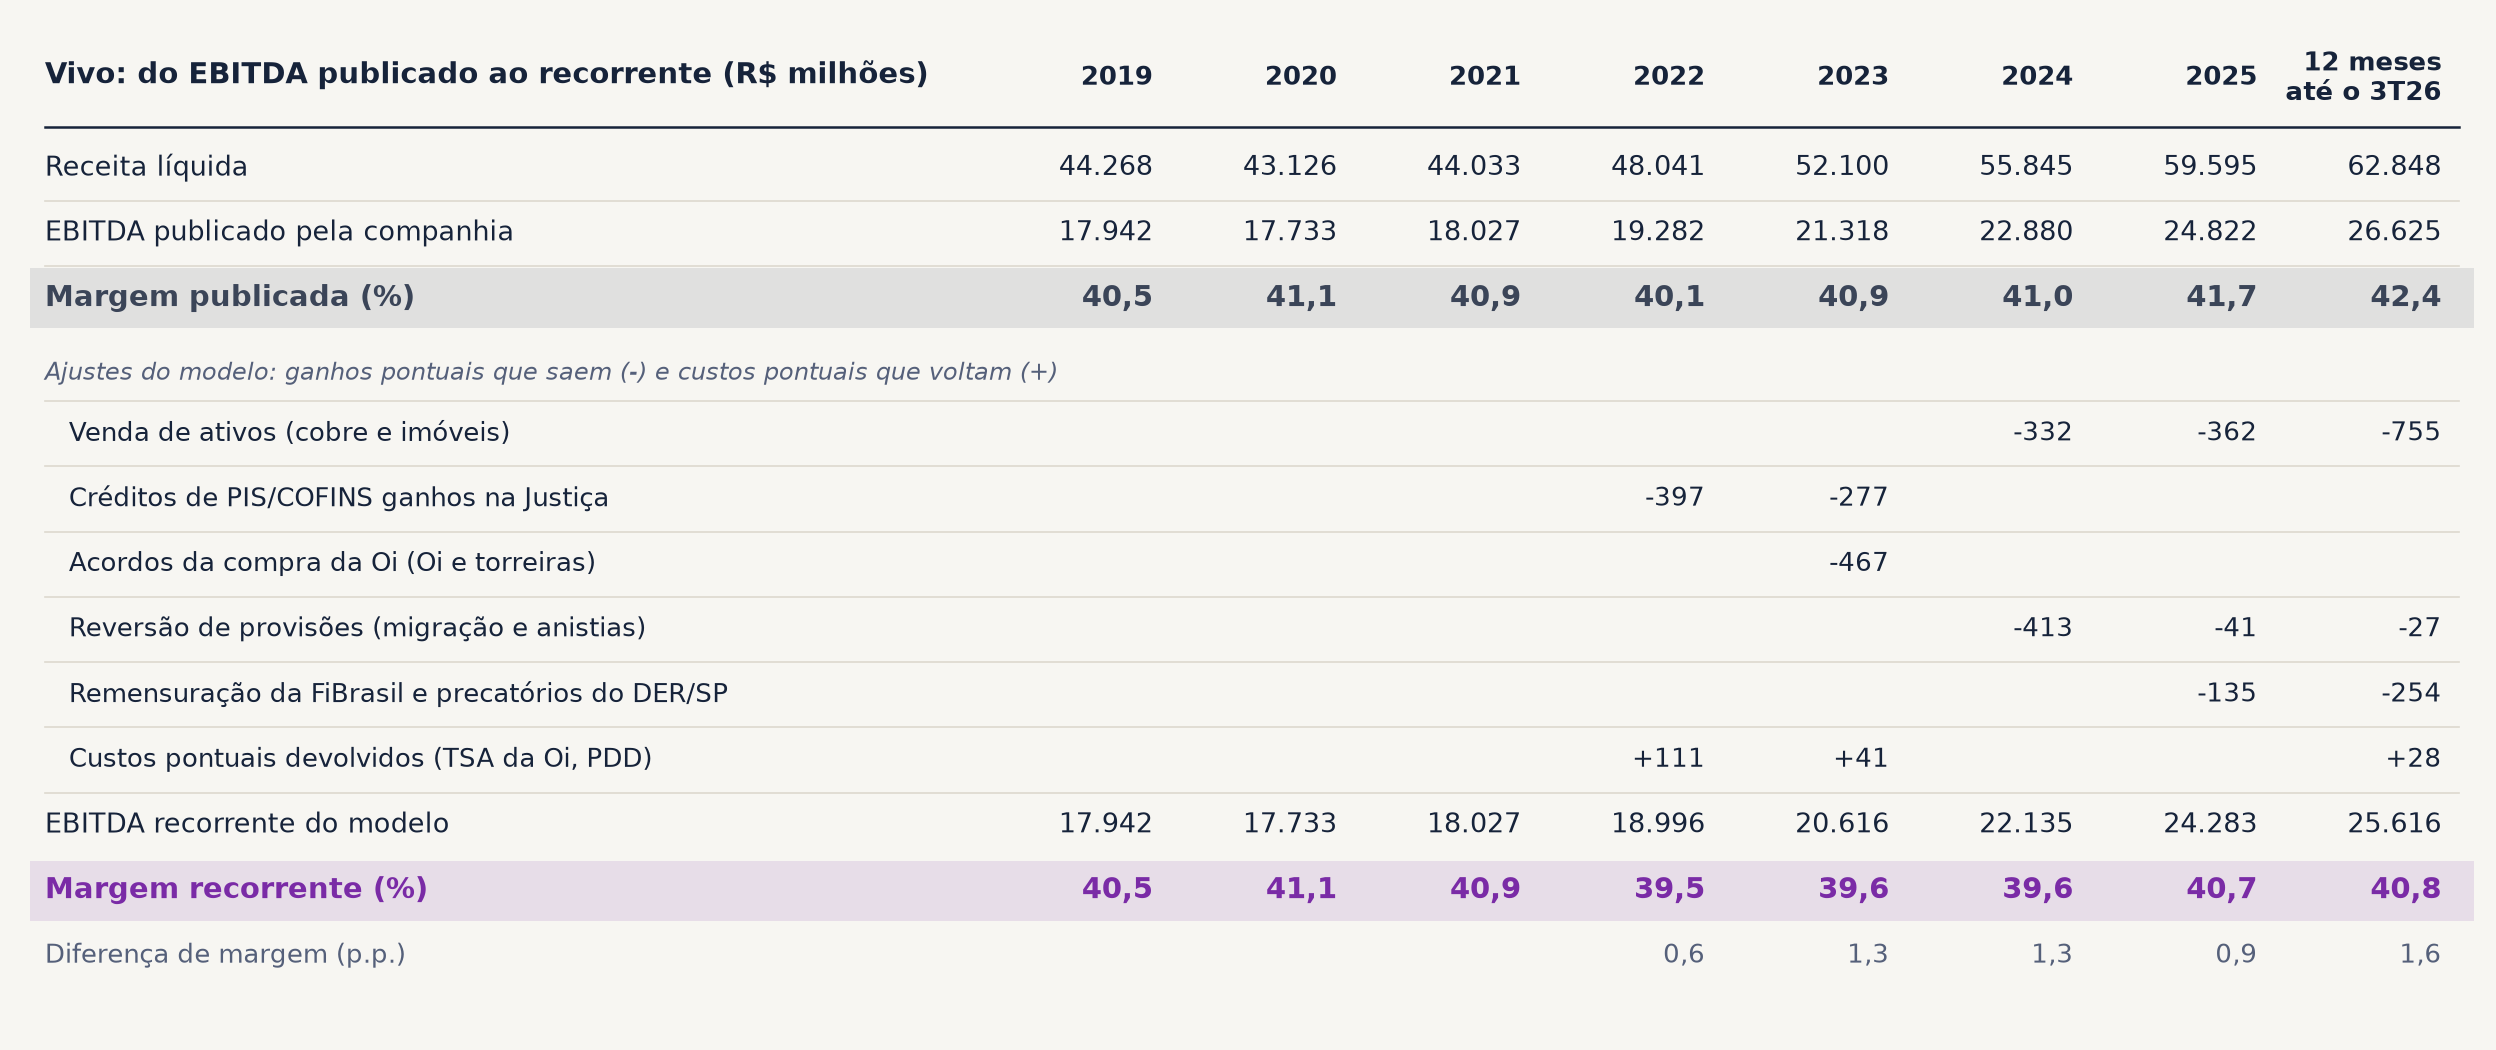 Vivo: do EBITDA publicado ao recorrente (R$ milhões) 2019 2020 2021 2022 2023 2024 2025 12 meses até o 3T26
Receita líquida 44.268 43.126 44.033 48.041 52.100 55.845 59.595 62.848
EBITDA publicado pela companhia 17.942 17.733 18.027 19.282 21.318 22.880 24.822 26.625
Margem publicada (%) 40,5 41,1 40,9 40,1 40,9 41,0 41,7 42,4
Ajustes do modelo: ganhos pontuais que saem (-) e custos pontuais que voltam (+)
Venda de ativos (cobre e imóveis) -332 -362 -755
Créditos de PIS/COFINS ganhos na Justiça -397 -277
Acordos da compra da Oi (Oi e torreiras) -467
Reversão de provisões (migração e anistias) -413 -41 -27
Remensuração da FiBrasil e precatórios do DER/SP -135 -254
Custos pontuais devolvidos (TSA da Oi, PDD) +111 +41 +28
EBITDA recorrente do modelo 17.942 17.733 18.027 18.996 20.616 22.135 24.283 25.616
Margem recorrente (%) 40,5 41,1 40,9 39,5 39,6 39,6 40,7 40,8
Diferença de margem (p.p.) 0,6 1,3 1,3 0,9 1,6